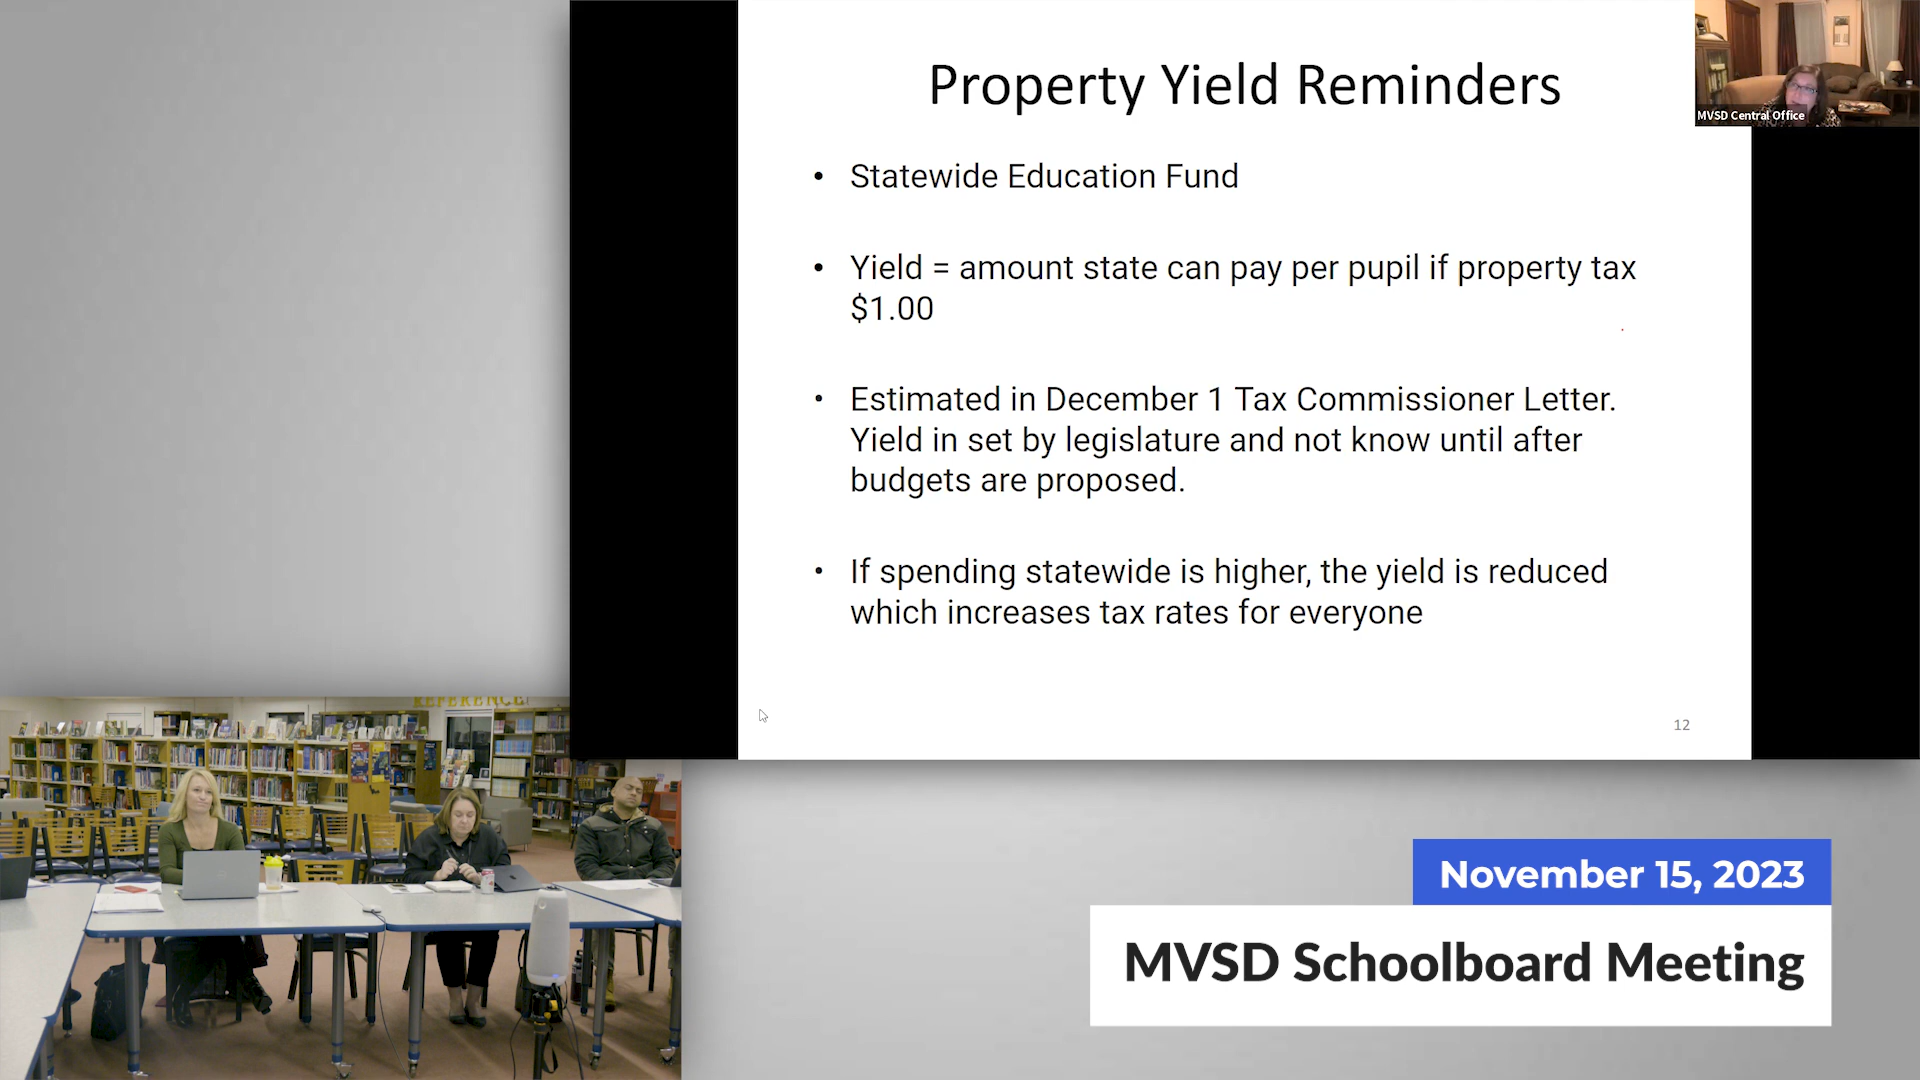 Property Yield Reminders
MVSD Central Office
• Statewide Education Fund
• Yield = amount state can pay per pupil if property tax
$1.00
• Estimated in December 1 Tax Commissioner Letter.
Yield in set by legislature and not know until after
budgets are proposed.
• If spending statewide is higher, the yield is reduced
which increases tax rates for everyone
12
REFERENCE
November 15, 2023
MVSD Schoolboard Meeting